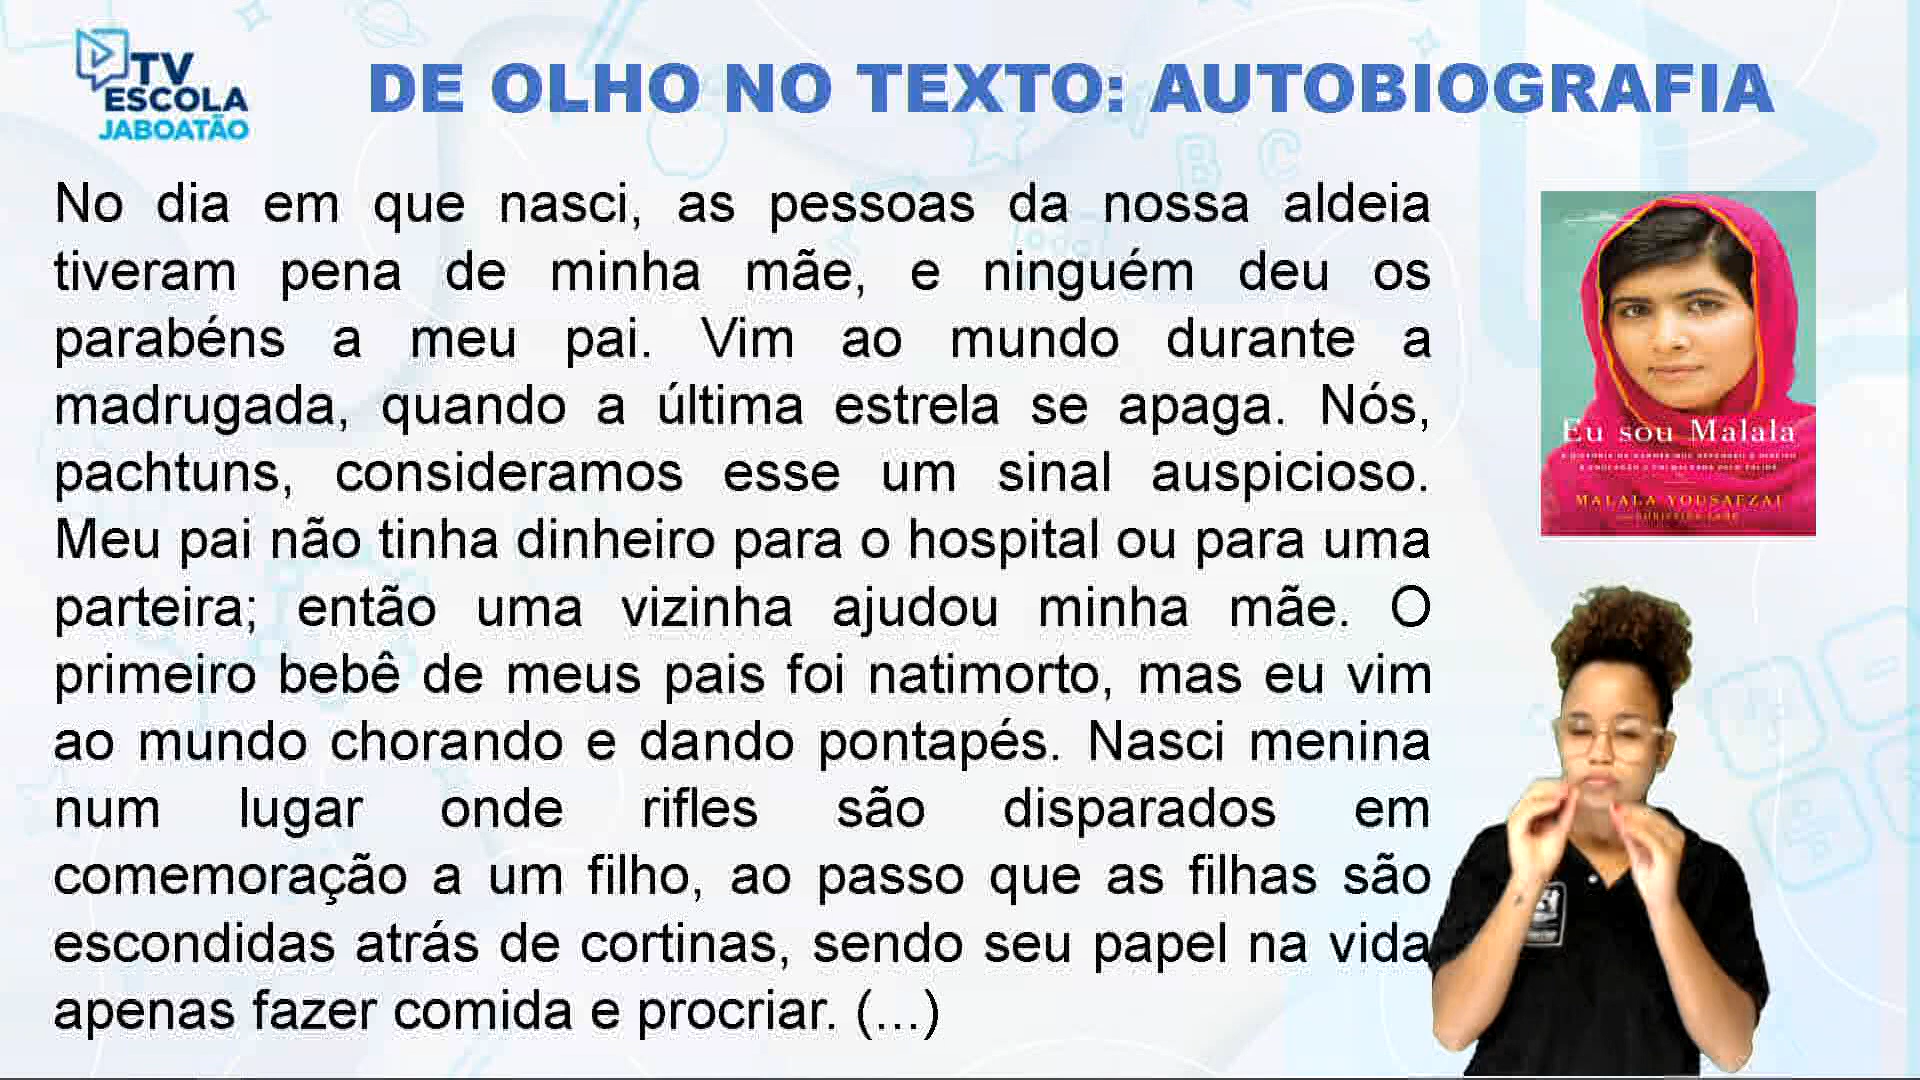 TV
ESCOLA
JABOATÃO
DE OLHO NO TEXTO: AUTOBIOGRAFIA
No dia em que nasci, as pessoas da nossa aldeia
tiveram pena de minha mãe, e ninguém deu os
parabéns a meu pai. Vim ao mundo durante a
madrugada, quando a última estrela se apaga. Nós,
pachtuns, consideramos esse um sinal auspicioso.
Meu pai não tinha dinheiro para o hospital ou para uma
parteira; então uma vizinha ajudou minha mãe. O
primeiro bebê de meus pais foi natimorto, mas eu vim
ao mundo chorando e dando pontapés. Nasci menina
num lugar onde rifles são disparados em
comemoração a um filho, ao passo que as filhas são
escondidas atrás de cortinas, sendo seu papel na vida
apenas fazer comida e procriar. (...)
Eu sou Malala
MALALA YOUSAFZAI
B C